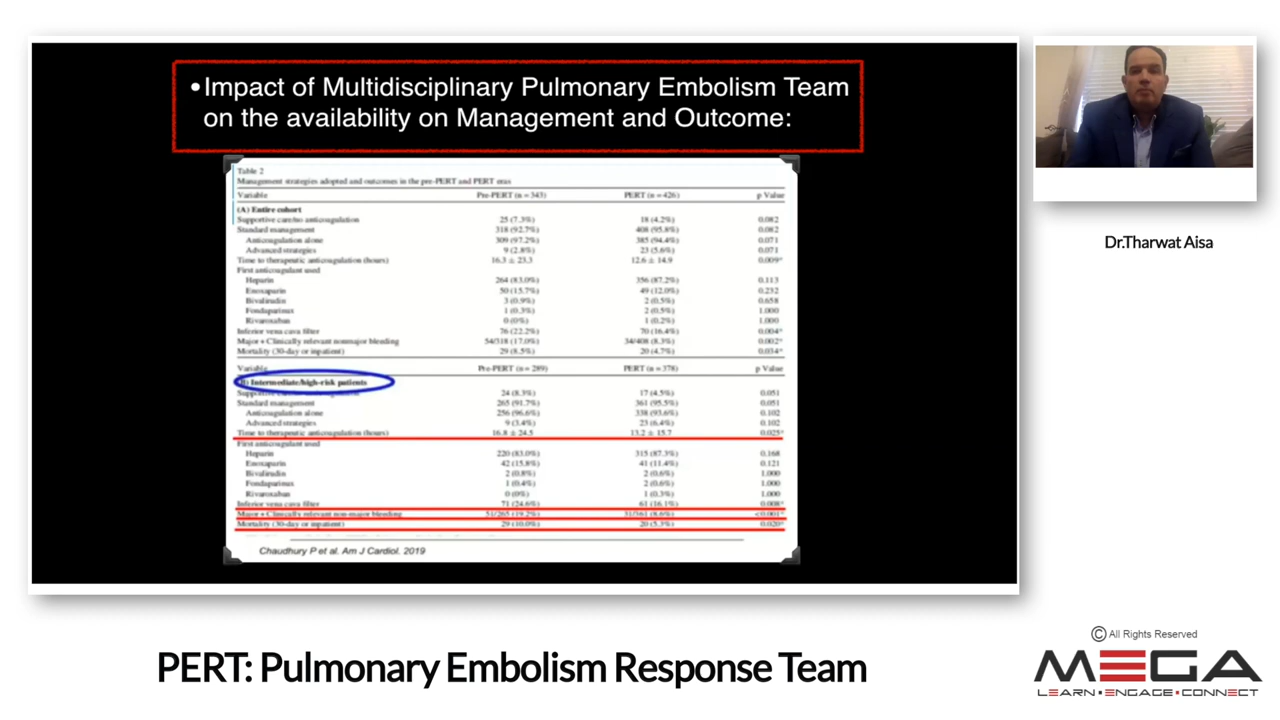 •Impact of Multidisciplinary Pulmonary Embolism Team
on the availability on Management and Outcome:
Table 2
Management strategies adopted and outcomes in the pre-PERT and PERT eras
Variable Pre-PERT (n = 343) PERT (n = 426) p Value
(A) Entire cohort
Supportive care/no anticoagulation 25 (7.3%) 18 (4.2%) 0.082
Standard management 318 (92.7%) 408 (95.8%) 0.082
Anticoagulation alone 309 (97.2%) 385 (94.4%) 0.071
Advanced strategies 9 (2.8%) 23 (5.6%) 0.071
Time to therapeutic anticoagulation (hours) 16.3 ± 23.3 12.6 ± 14.9 0.009*
First anticoagulant used
Heparin 264 (83.0%) 356 (87.2%) 0.113
Enoxaparin 50 (15.7%) 49 (12.0%) 0.232
Bivalirudin 3 (0.9%) 2 (0.5%) 0.658
Fondaparinux 1 (0.3%) 2 (0.5%) 1.000
Rivaroxaban 0 (0%) 1 (0.2%) 1.000
Inferior vena cava filter 76 (22.2%) 70 (16.4%) 0.004*
Major + Clinically relevant nonmajor bleeding 54/318 (17.0%) 34/408 (8.3%) 0.002*
Mortality (30-day or inpatient) 29 (8.5%) 20 (4.7%) 0.034*
Variable Pre-PERT (n = 289) PERT (n = 378) p Value
(B) Intermediate/high-risk patients
24 (8.3%) 17 (4.5%) 0.051
Standard management 265 (91.7%) 361 (95.5%) 0.051
Anticoagulation alone 256 (96.6%) 338 (93.6%) 0.102
Advanced strategies 9 (3.4%) 23 (6.4%) 0.102
Time to therapeutic anticoagulation (hours) 16.8 ± 24.5 13.2 ± 15.7 0.025*
First anticoagulant used
Heparin 220 (83.0%) 315 (87.3%) 0.168
Enoxaparin 42 (15.8%) 41 (11.4%) 0.121
Bivalirudin 2 (0.8%) 2 (0.6%) 1.000
Fondaparinux 1 (0.4%) 2 (0.6%) 1.000
Rivaroxaban 0 (0%) 1 (0.3%) 1.000
Inferior vena cava filter 71 (24.6%) 61 (16.1%) 0.008*
Major + Clinically relevant non-major bleeding 51/265 (19.2%) 31/361 (8.6%) <0.001*
Mortality (30-day or inpatient) 29 (10.0%) 20 (5.3%) 0.020*
Chaudhury P et al. Am J Cardiol. 2019
Dr.Tharwat Aisa
PERT: Pulmonary Embolism Response Team
© All Rights Reserved
MEGA
LEARN • ENGAGE • CONNECT